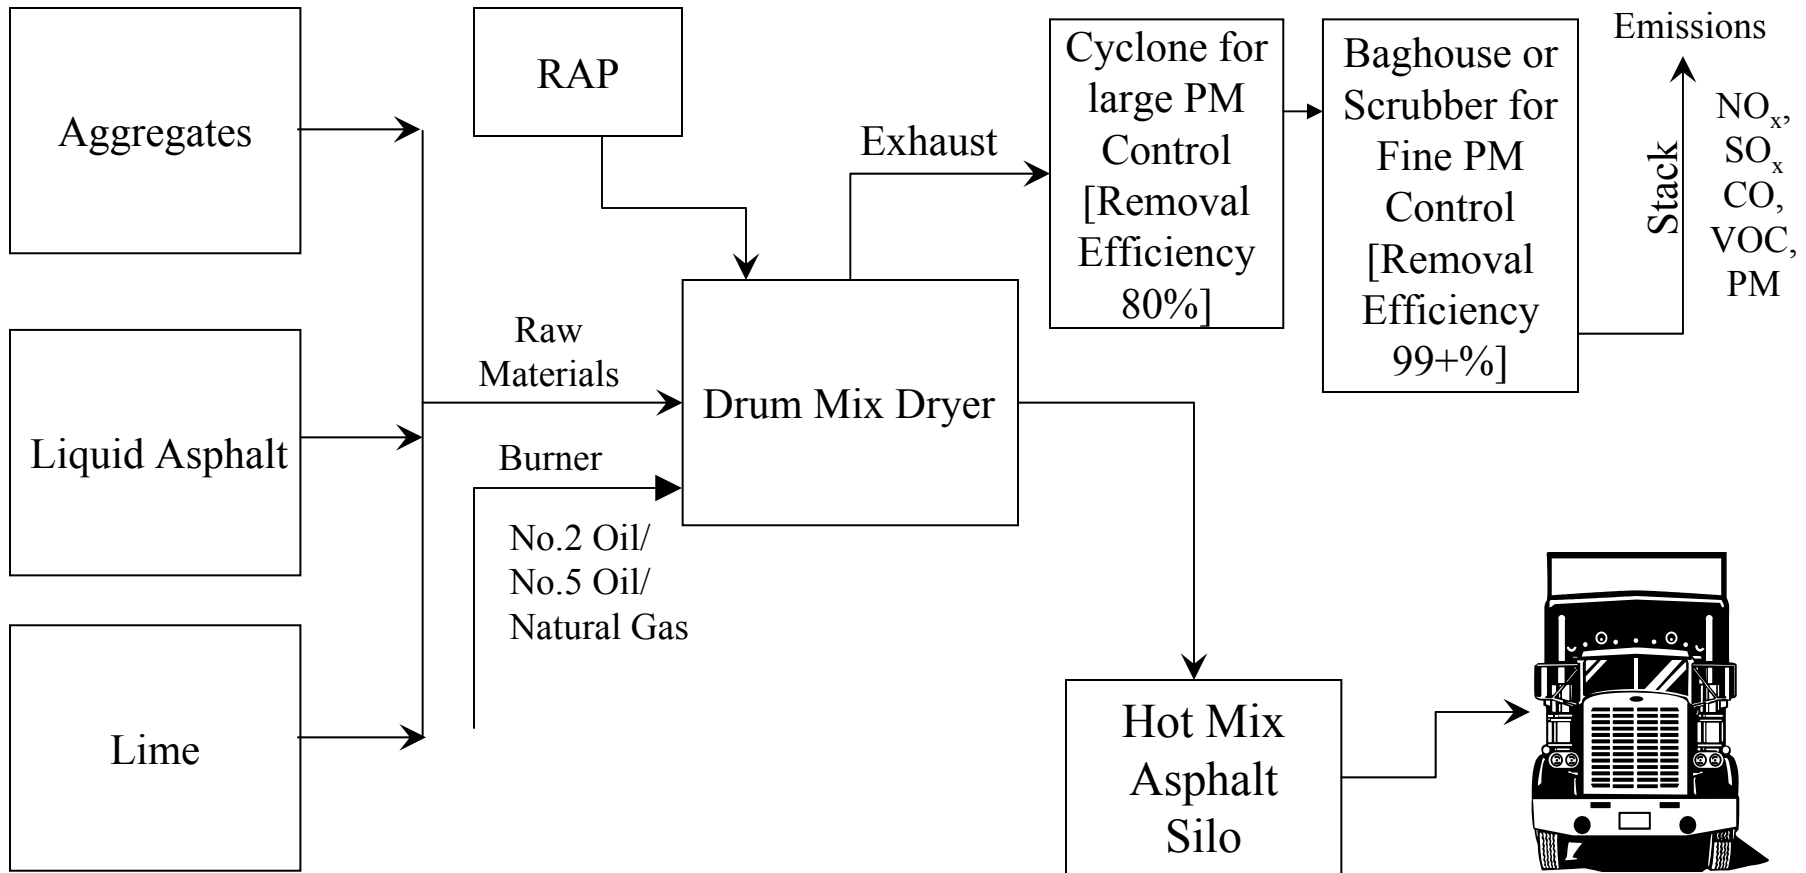 Aggregates
RAP
Cyclone for
large PM
Control
[Removal
Efficiency
80%]
Baghouse or
Scrubber for
Fine PM
Control
[Removal
Efficiency
99+%]
Emissions
Stack
NOx,
SOx
CO,
VOC,
PM
Exhaust
Liquid Asphalt
Raw
Materials
Drum Mix Dryer
Burner
No.2 Oil/
No.5 Oil/
Natural Gas
Lime
Hot Mix
Asphalt
Silo